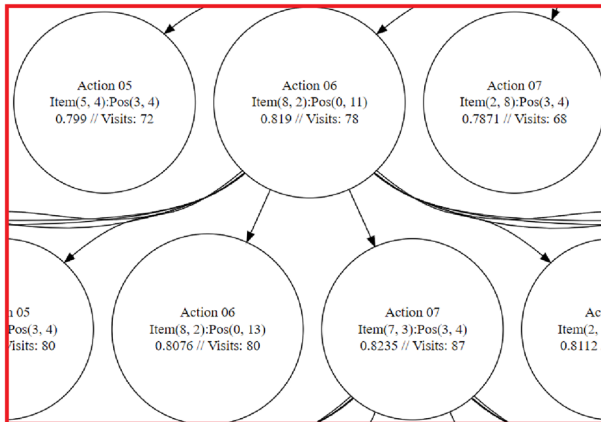 Action 05
Item(5, 4):Pos(3, 4)
0.799 // Visits: 72
Action 06
Item(8, 2):Pos(0, 11)
0.819 // Visits: 78
Action 07
Item(2, 8):Pos(3, 4)
0.7871 // Visits: 68
05
Pos(3, 4)
Visits: 80
Action 06
Item(8, 2):Pos(0, 13)
0.8076 // Visits: 80
Action 07
Item(7, 3):Pos(3, 4)
0.8235 // Visits: 87
Item(2,
0.8112